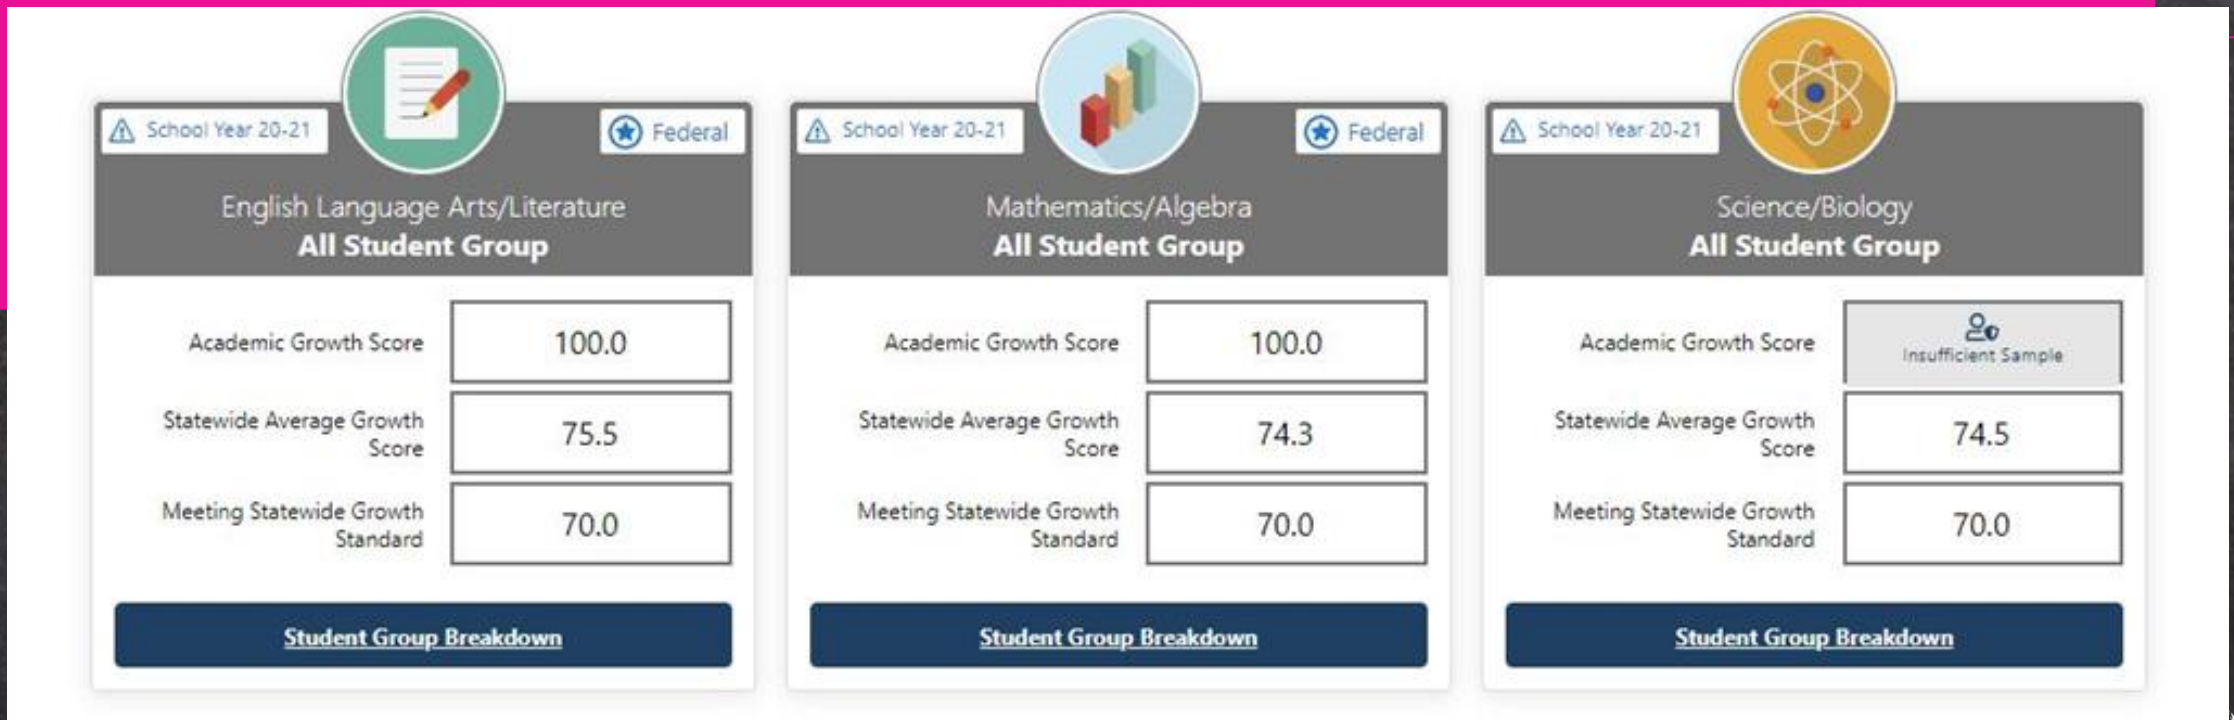 School Year 20-21
Federal
English Language Arts/Literature
All Student Group
Academic Growth Score
100.0
Statewide Average Growth
Score
75.5
Meeting Statewide Growth
Standard
70.0
Student Group Breakdown
School Year 20-21
Federal
Mathematics/Algebra
All Student Group
Academic Growth Score
100.0
Statewide Average Growth
Score
74.3
Meeting Statewide Growth
Standard
70.0
Student Group Breakdown
School Year 20-21
Science/Biology
All Student Group
Academic Growth Score
Insufficient Sample
Statewide Average Growth
Score
74.5
Meeting Statewide Growth
Standard
70.0
Student Group Breakdown